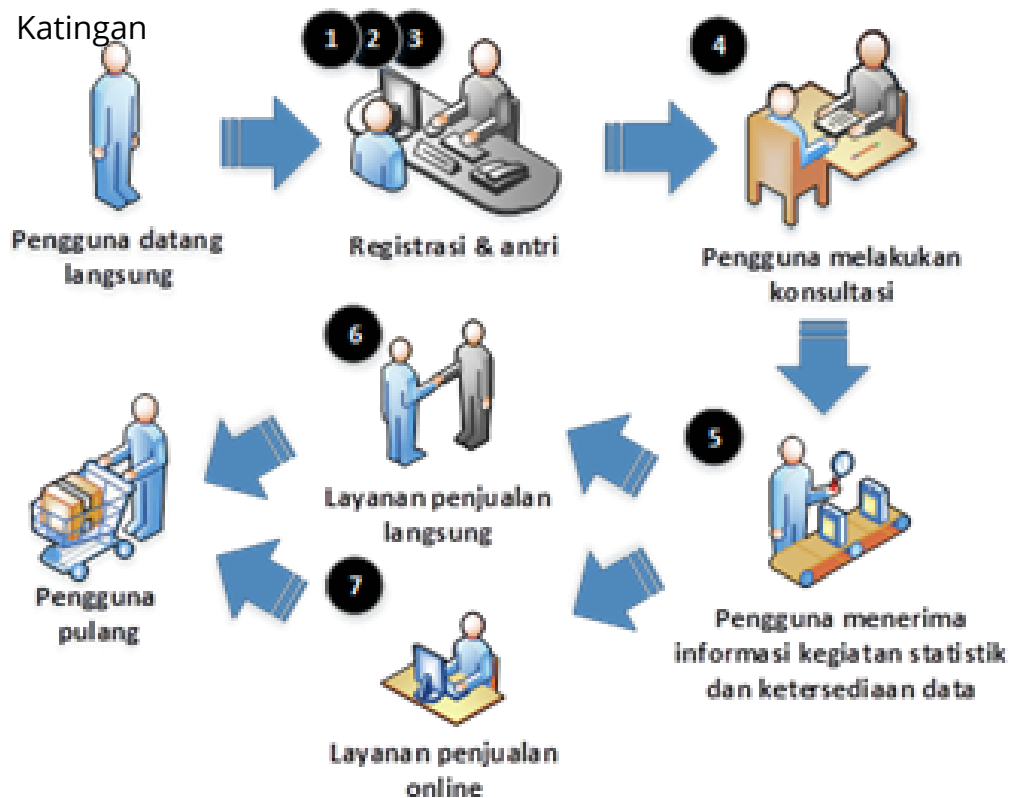 Katingan
1 2 3
4
Pengguna datang
langsung
Registrasi & antri
Pengguna melakukan
konsultasi
6
5
Layanan penjualan
langsung
Pengguna
pulang
7
Pengguna menerima
informasi kegiatan statistik
dan ketersediaan data
Layanan penjualan
online